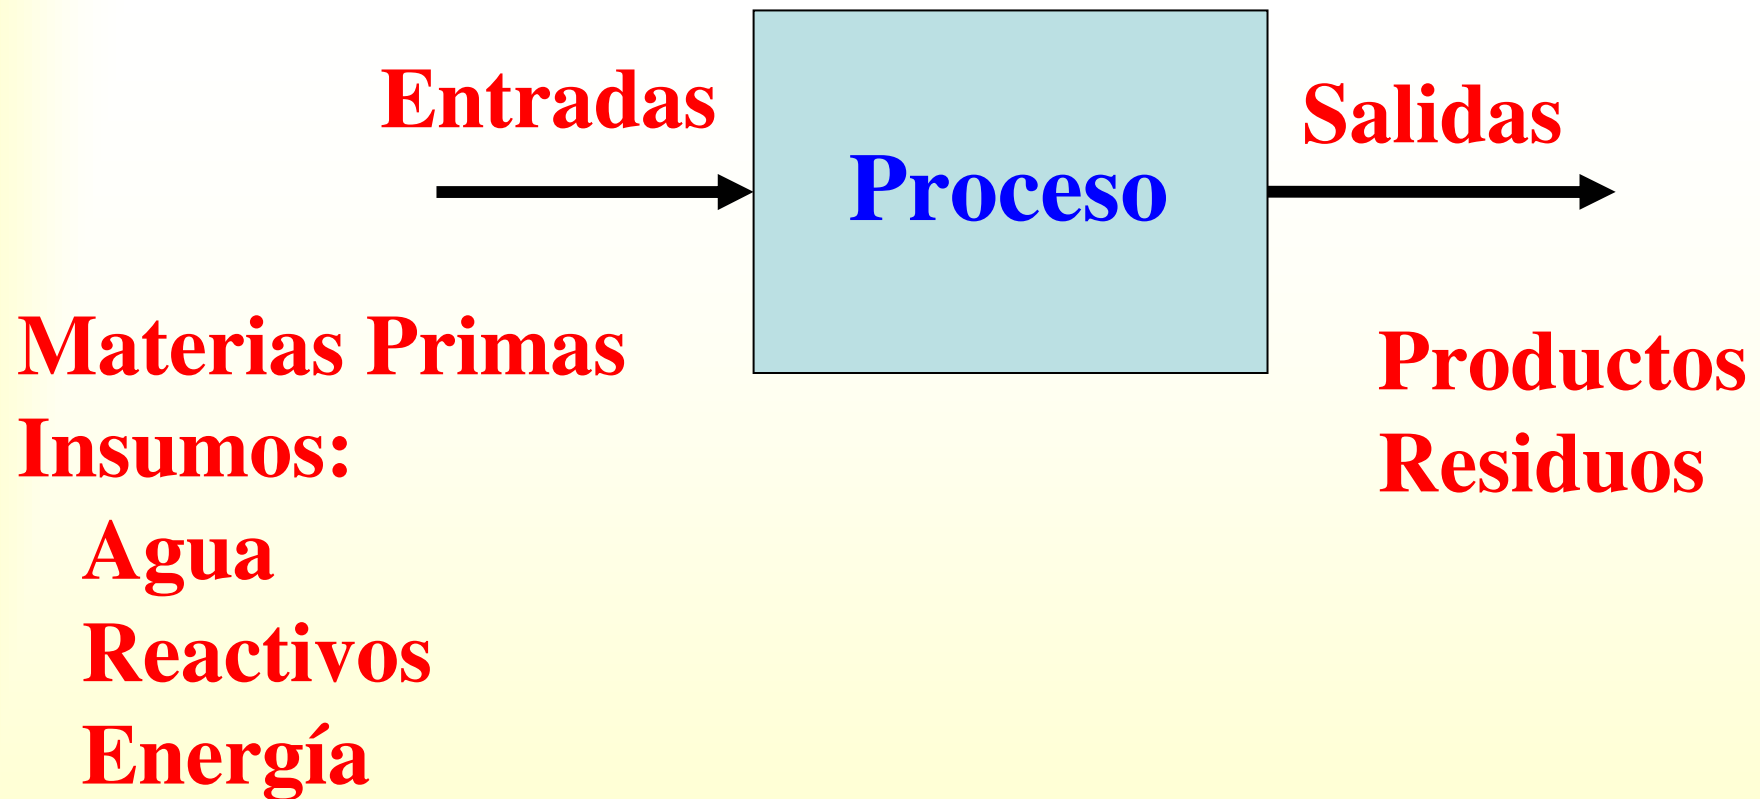 Entradas
Proceso
Salidas
Materias Primas
Insumos:
Agua
Reactivos
Energía
Productos
Residuos